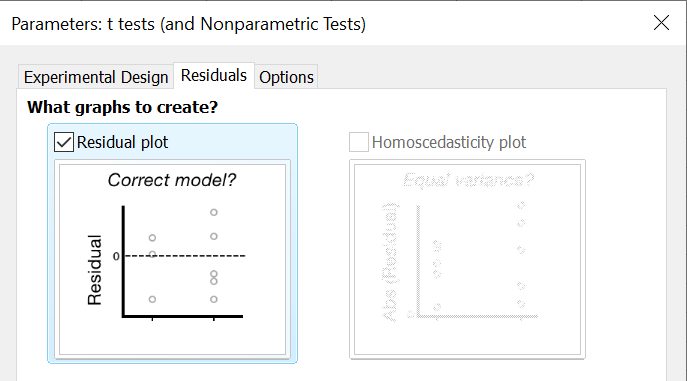 Parameters: t tests (and Nonparametric Tests)
Experimental Design Residuals Options
What graphs to create?
Residual plot
Homoscedasticity plot
Correct model?
Residual
0
Equal variance?
Abs (Residual)
0